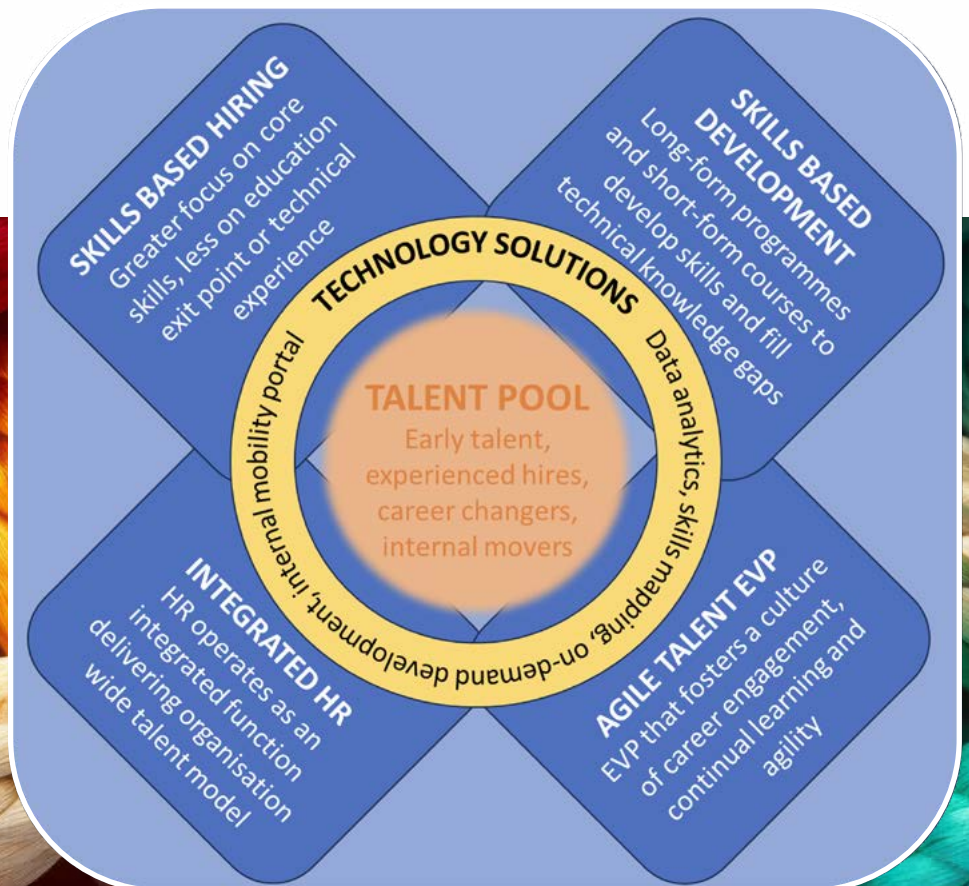 SKILLS BASED HIRING
Greater focus on core
skills, less on education
exit point or technical
experience
SKILLS BASED
DEVELOPMENT
Long-form programmes
and short-form courses to
develop skills and fill
technical knowledge gaps
TECHNOLOGY SOLUTIONS
Data analytics, skills mapping, on-demand development, internal mobility portal
TALENT POOL
Early talent,
experienced hires,
career changers,
internal movers
INTEGRATED HR
HR operates as an
integrated function
delivering organisation
wide talent model
AGILE TALENT EVP
EVP that fosters a culture
of career engagement,
continual learning and
agility